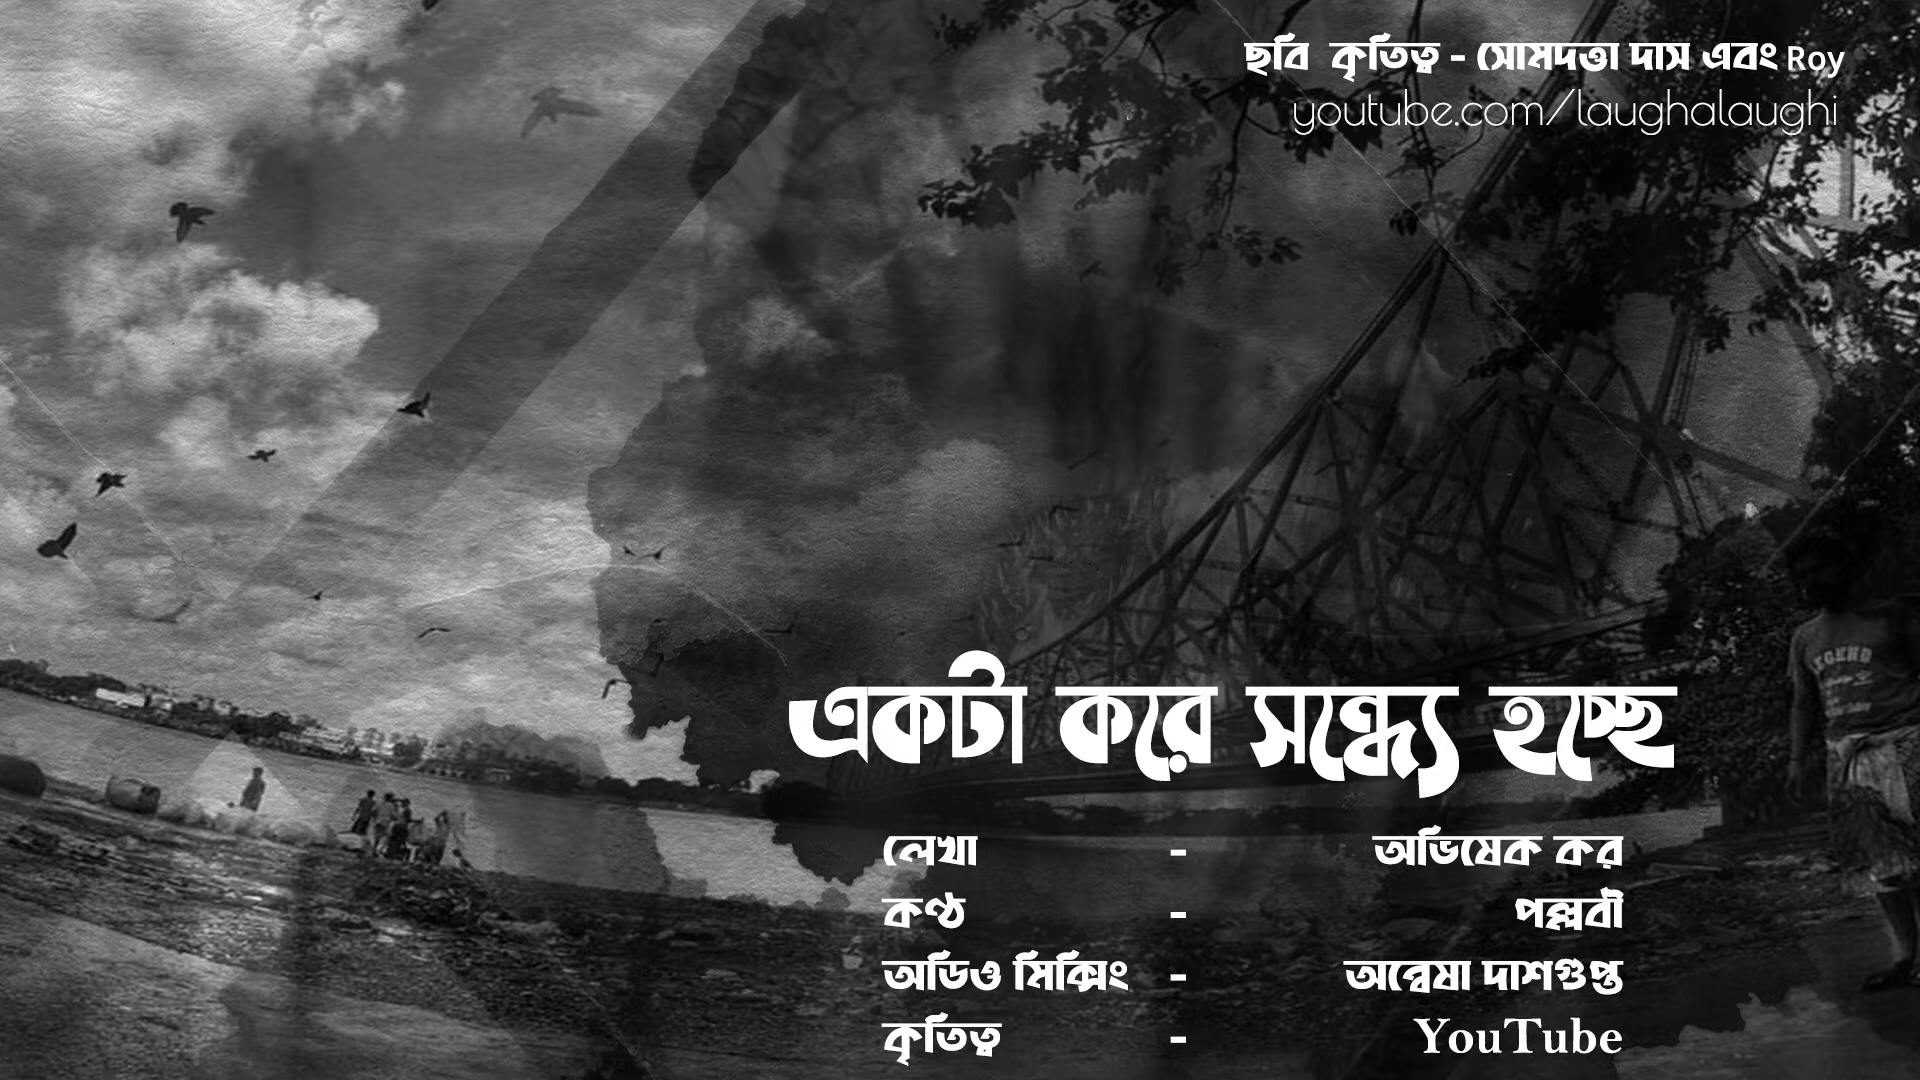 ছবি কৃতিত্ব - সোমদত্তা দাস এবং Roy
youtube.com/laughalaughi
একটা করে সন্ধ্যে হচ্ছে
লেখা - অভিষেক কর
কণ্ঠ - পল্লবী
অডিও মিক্সিং - অন্বেষা দাশগুপ্ত
কৃতিত্ব - YouTube